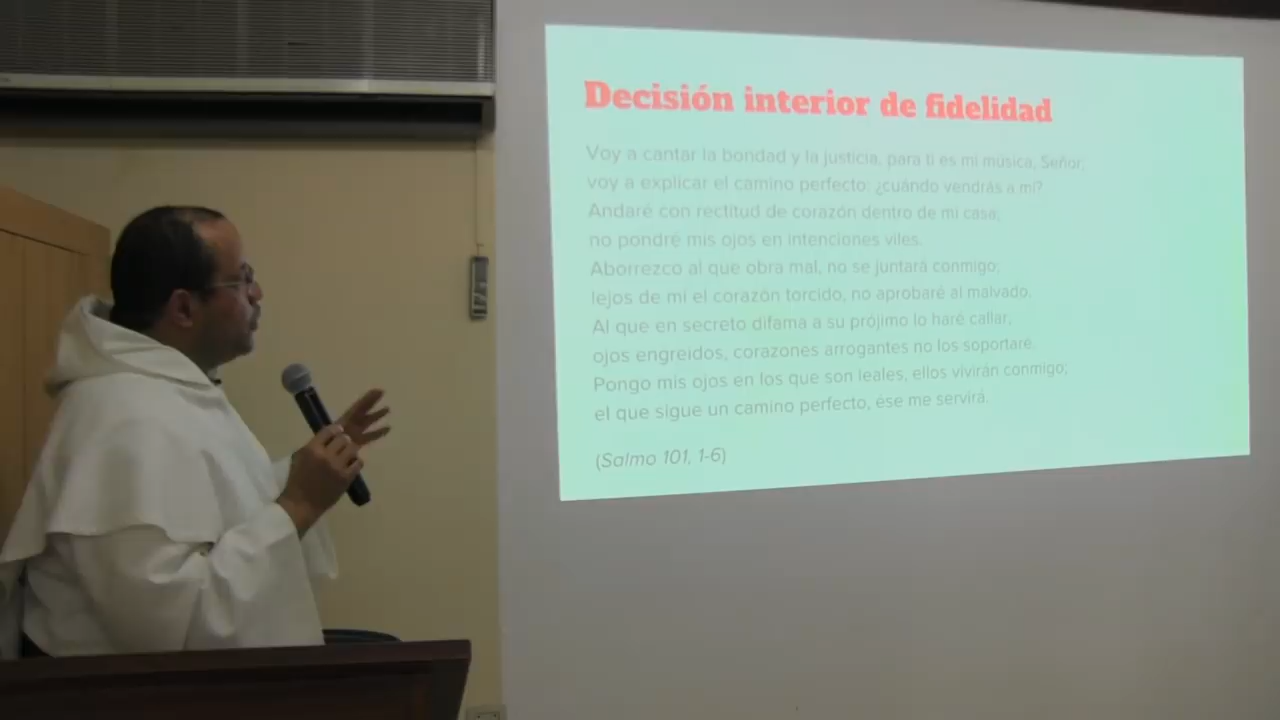 Decisión interior de fidelidad
Voy a cantar la bondad y la justicia, para ti es mi música, Señor;
voy a explicar el camino perfecto: ¿cuándo vendrás a mí?
Andaré con rectitud de corazón dentro de mi casa;
no pondré mis ojos en intenciones viles.
Aborrezco al que obra mal, no se juntará conmigo;
lejos de mí el corazón torcido, no aprobaré al malvado.
Al que en secreto difama a su prójimo lo haré callar,
ojos engreídos, corazones arrogantes no los soportaré.
Pongo mis ojos en los que son leales, ellos vivirán conmigo;
el que sigue un camino perfecto, ése me servirá.
(Salmo 101, 1-6)